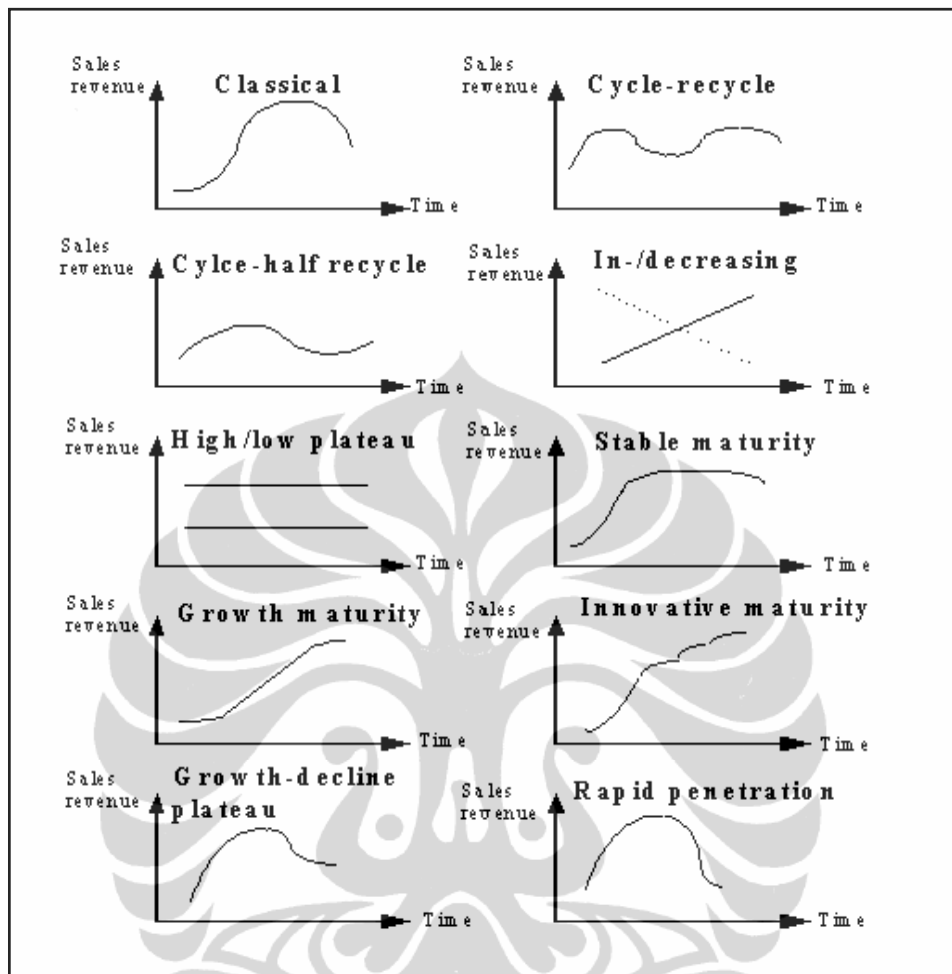 Sales
revenue
Classical
Time
Sales
revenue
Cycle-recycle
Time
Sales
revenue
Cylce-half recycle
Time
Sales
revenue
In-/decreasing
Time
Sales
revenue
High/low plateau
Time
Sales
revenue
Stable maturity
Time
Sales
revenue
Growth maturity
Time
Sales
revenue
Innovative maturity
Time
Sales
revenue
Growth-decline
plateau
Time
Sales
revenue
Rapid penetration
Time